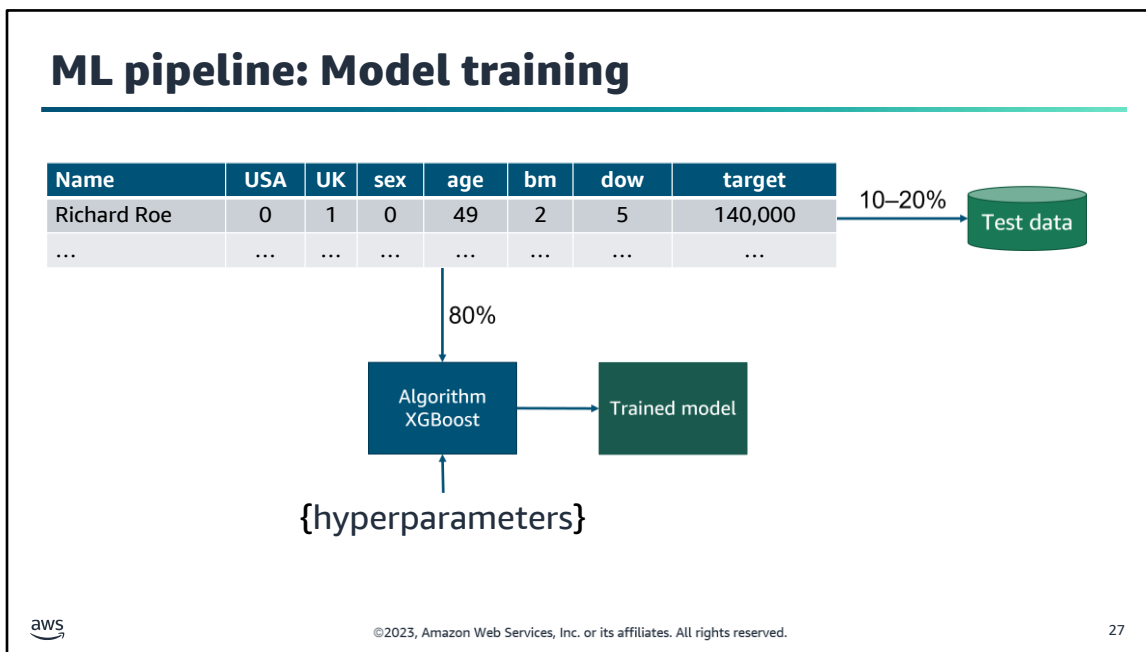 ML pipeline: Model training
Name USA UK sex age bm dow target
Richard Roe 0 1 0 49 2 5 140,000
... ... ... ... ... ... ... ...
10–20%
Test data
80%
Algorithm
XGBoost
Trained model
{hyperparameters}
aws
©2023, Amazon Web Services, Inc. or its affiliates. All rights reserved.
27